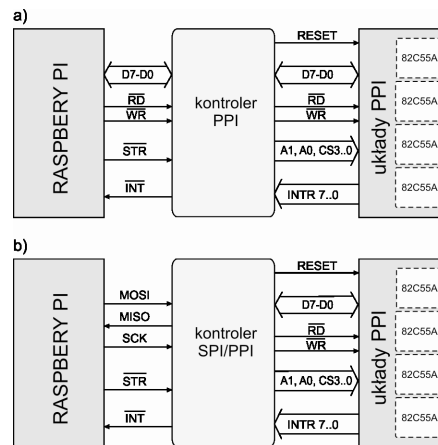 a)
RASPBERY PI
D7-D0
RD
WR
STR
INT
kontroler
PPI
RESET
D7-D0
RD
WR
A1, A0, CS3..0
INTR 7..0
układy PPI
82C55A
82C55A
82C55A
82C55A
b)
RASPBERY PI
MOSI
MISO
SCK
STR
INT
kontroler
SPI/PPI
RESET
D7-D0
RD
WR
A1, A0, CS3..0
INTR 7..0
układy PPI
82C55A
82C55A
82C55A
82C55A